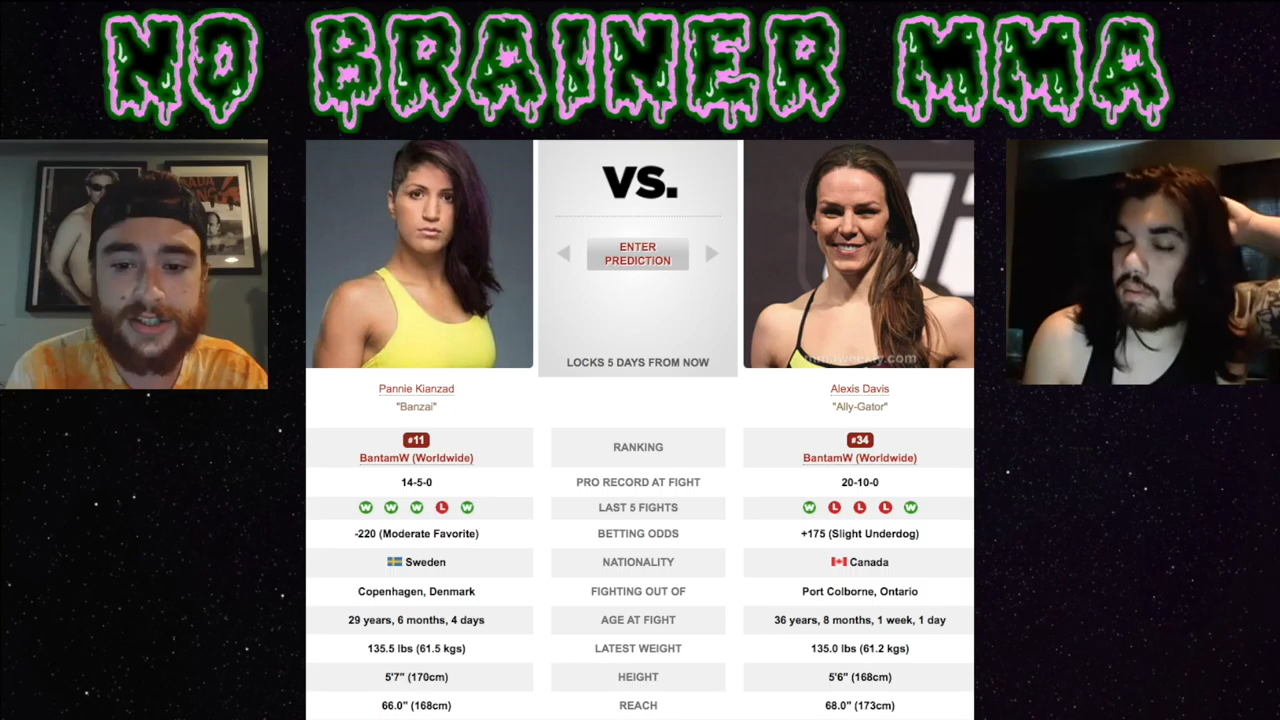 NO BRAINER MMA
VS.
ENTER
PREDICTION
LOCKS 5 DAYS FROM NOW
mmaweekly.com
Pannie Kianzad
Alexis Davis
"Banzai"
"Ally-Gator"
#11
BantamW (Worldwide)
RANKING
#34
BantamW (Worldwide)
14-5-0
PRO RECORD AT FIGHT
20-10-0
W W W L W
LAST 5 FIGHTS
W L L L W
-220 (Moderate Favorite)
BETTING ODDS
+175 (Slight Underdog)
Sweden
NATIONALITY
Canada
Copenhagen, Denmark
FIGHTING OUT OF
Port Colborne, Ontario
29 years, 6 months, 4 days
AGE AT FIGHT
36 years, 8 months, 1 week, 1 day
135.5 lbs (61.5 kgs)
LATEST WEIGHT
135.0 lbs (61.2 kgs)
5'7" (170cm)
HEIGHT
5'6" (168cm)
66.0" (168cm)
REACH
68.0" (173cm)